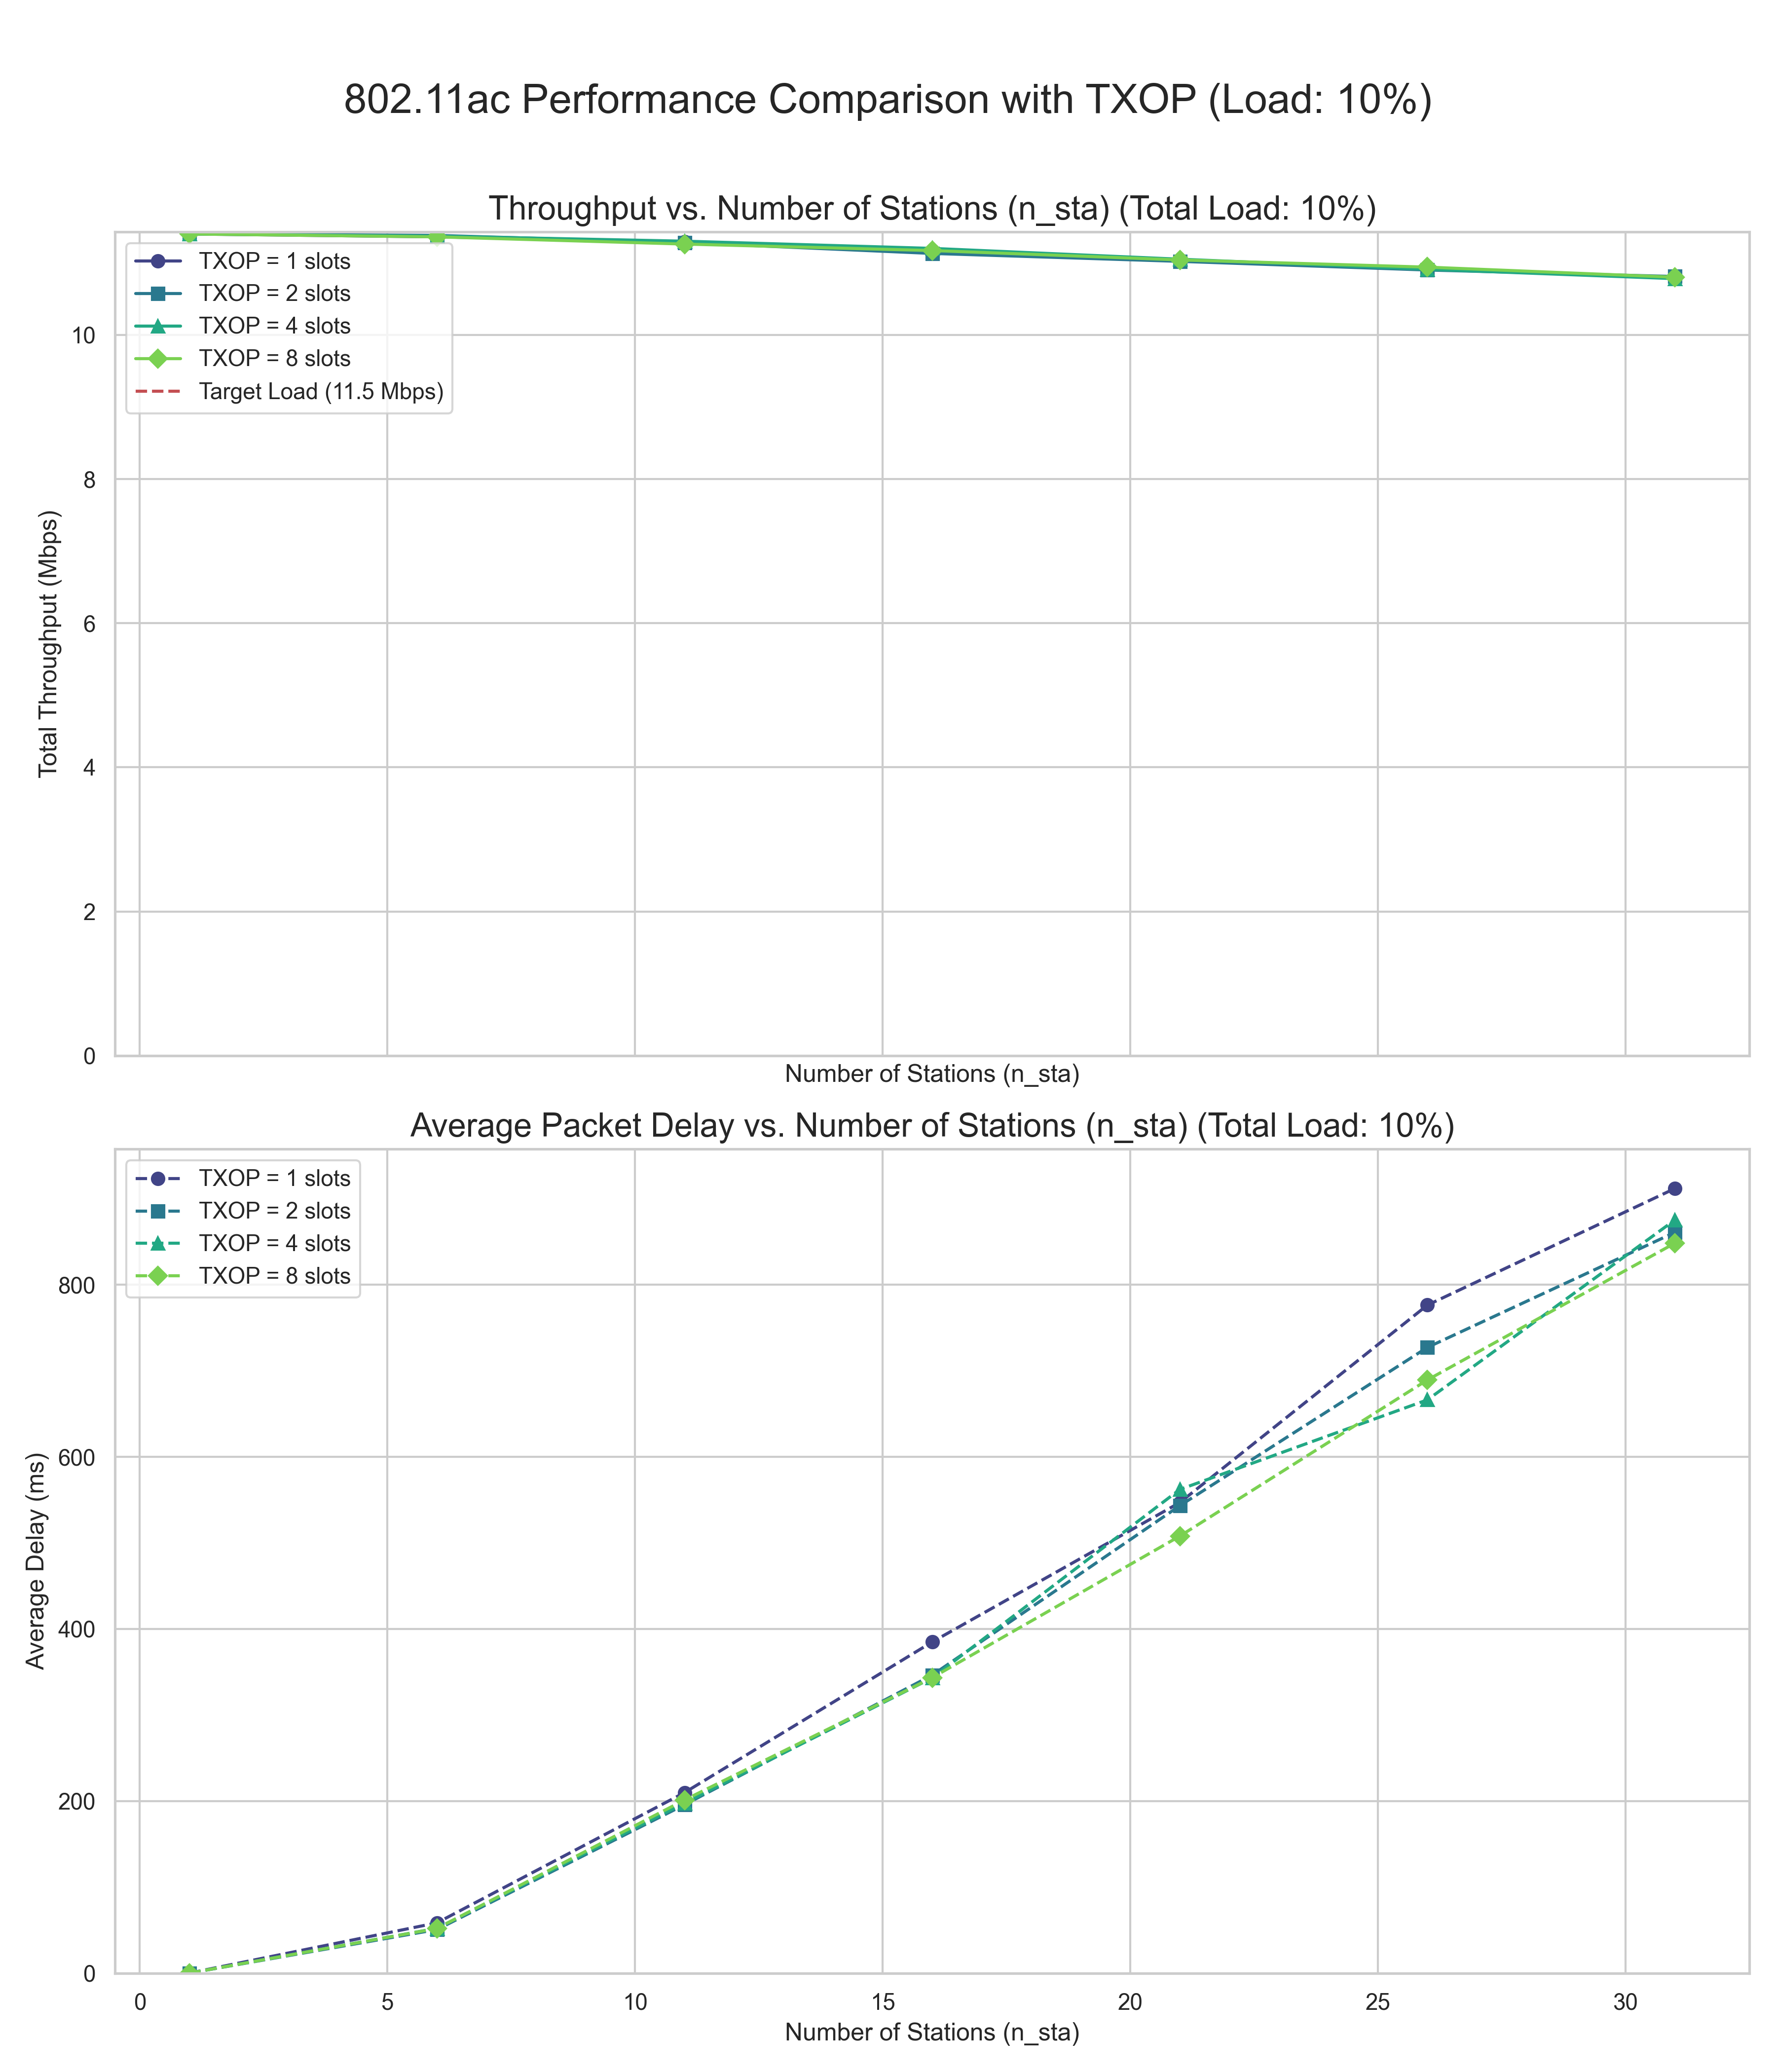 802.11ac Performance Comparison with TXOP (Load: 10%)
Throughput vs. Number of Stations (n_sta) (Total Load: 10%)
TXOP = 1 slots
TXOP = 2 slots
TXOP = 4 slots
TXOP = 8 slots
Target Load (11.5 Mbps)
10
8
6
4
2
0
Total Throughput (Mbps)
Number of Stations (n_sta)
Average Packet Delay vs. Number of Stations (n_sta) (Total Load: 10%)
TXOP = 1 slots
TXOP = 2 slots
TXOP = 4 slots
TXOP = 8 slots
800
600
400
200
0
Average Delay (ms)
0 5 10 15 20 25 30
Number of Stations (n_sta)